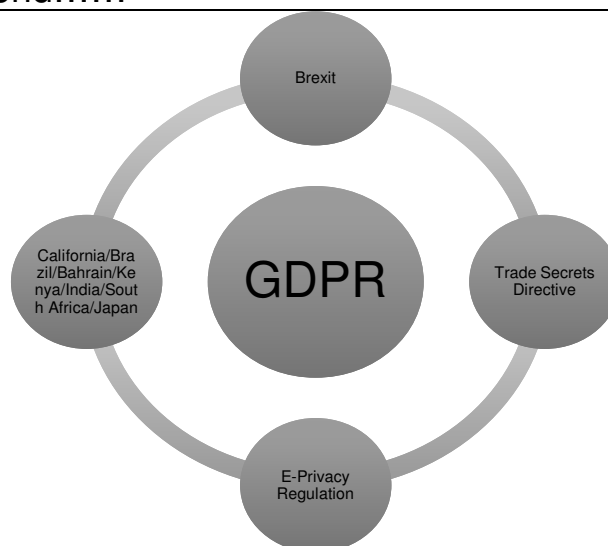 Brexit
California/Bra
zil/Bahrain/Ke
nya/India/Sout
h Africa/Japan
GDPR
Trade Secrets
Directive
E-Privacy
Regulation